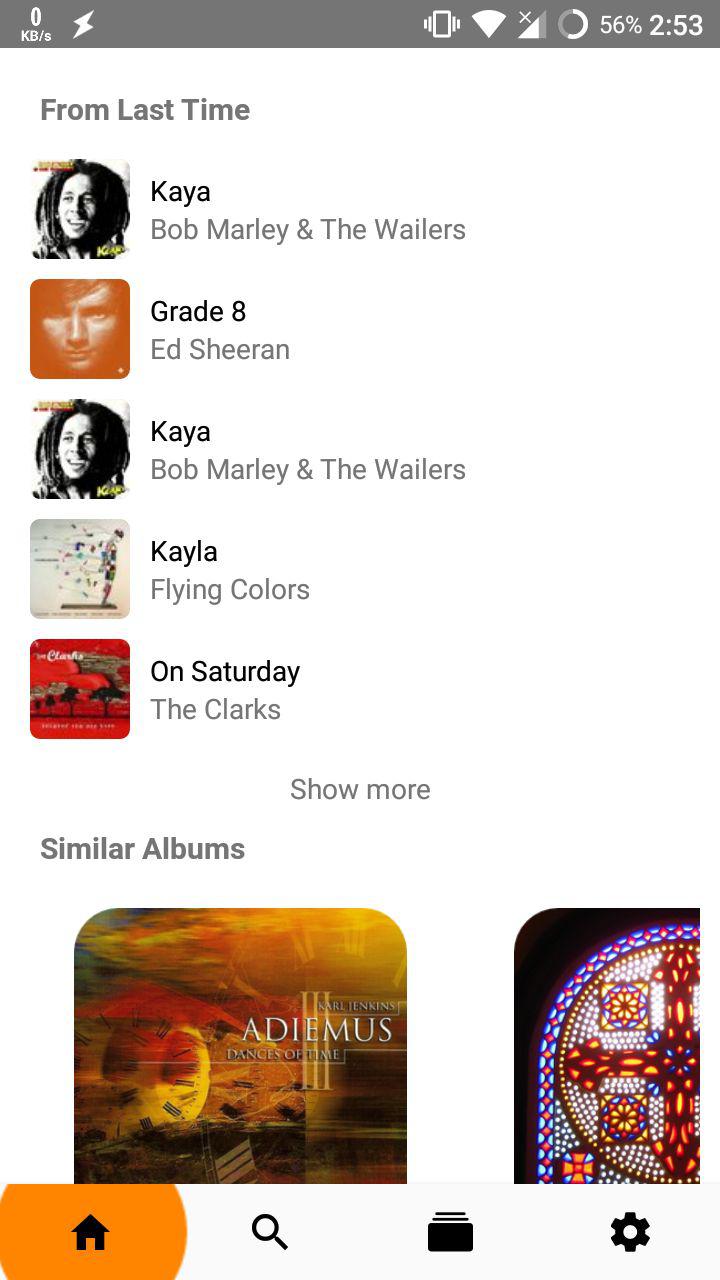 0
KB/s
56% 2:53
From Last Time
Kaya
Bob Marley & The Wailers
Grade 8
Ed Sheeran
Kaya
Bob Marley & The Wailers
Kayla
Flying Colors
The Clarks
On Saturday
The Clarks
Show more
Similar Albums
III
KARL JENKINS
ADIEMUS
DANCES OF TIME